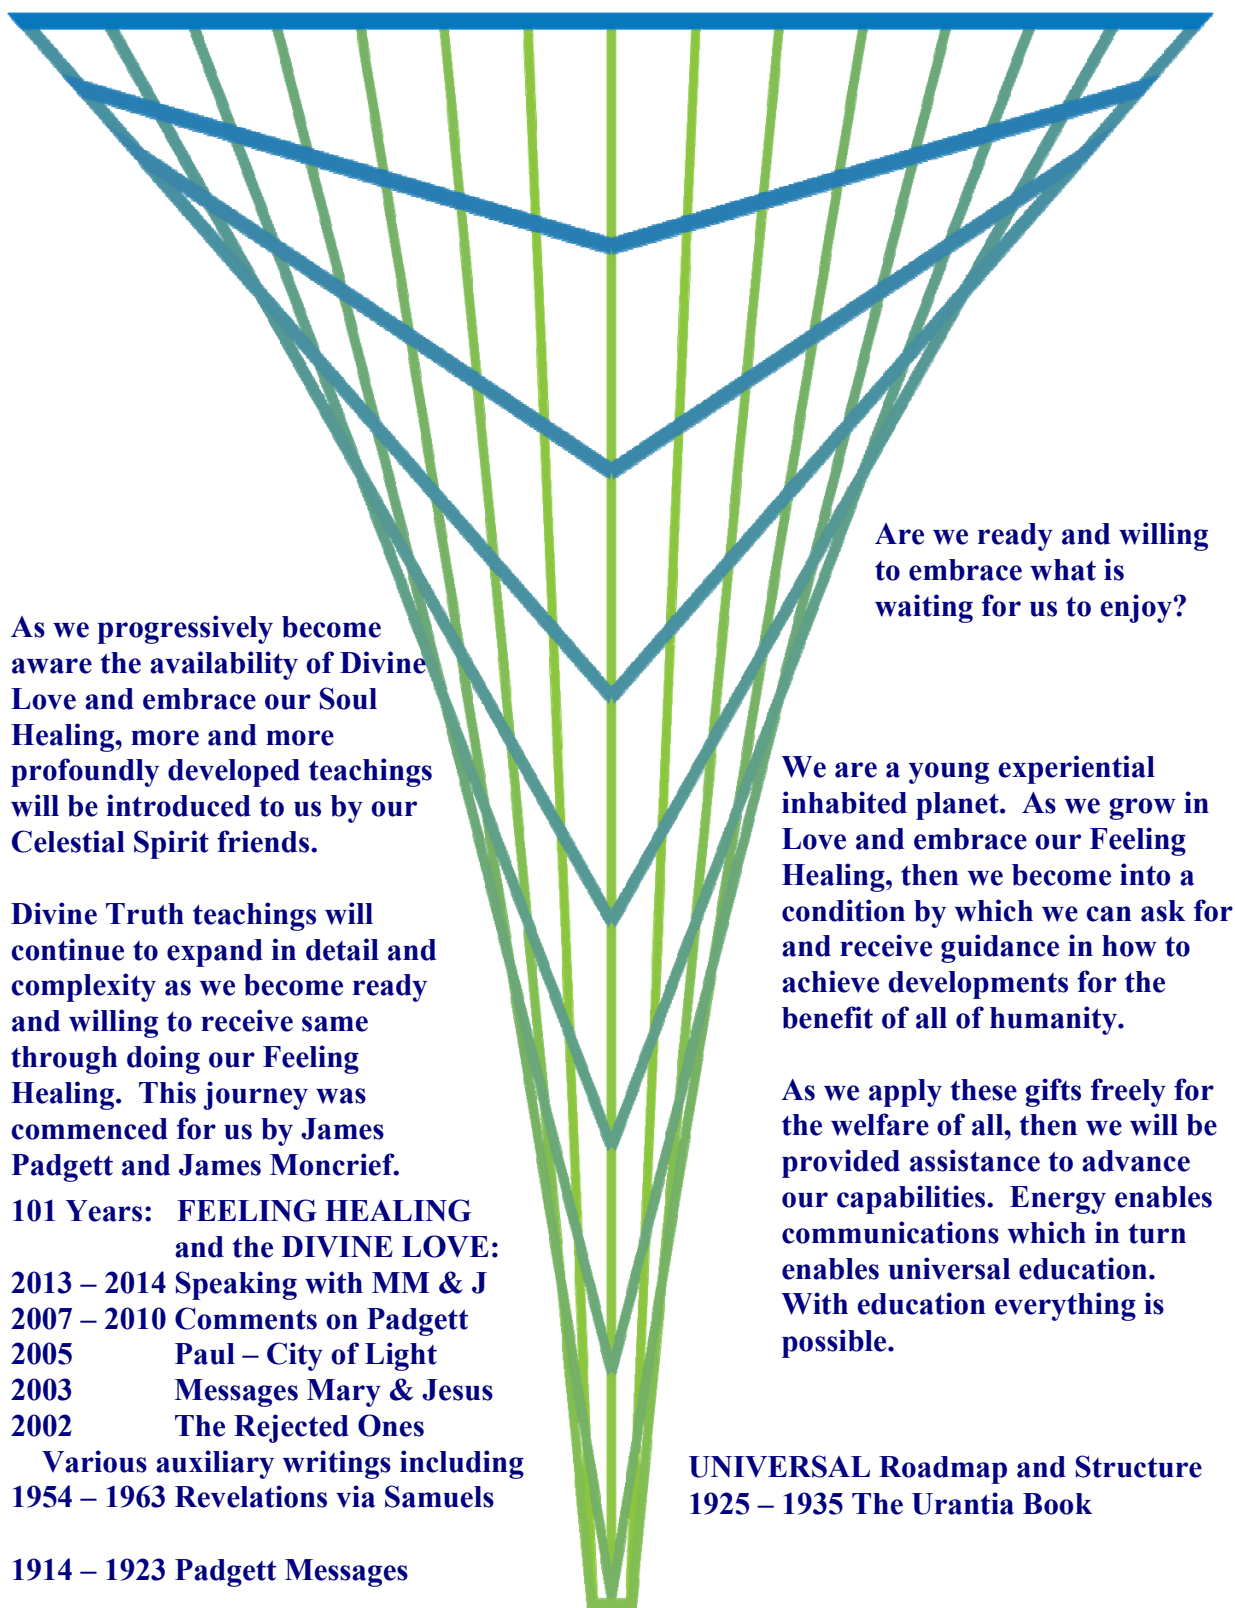 As we progressively become
aware the availability of Divine
Love and embrace our Soul
Healing, more and more
profoundly developed teachings
will be introduced to us by our
Celestial Spirit friends.
Divine Truth teachings will
continue to expand in detail and
complexity as we become ready
and willing to receive same
through doing our Feeling
Healing.  This journey was
commenced for us by James
Padgett and James Moncrief.
101 Years:   FEELING HEALING
and the DIVINE LOVE:
2013 – 2014 Speaking with MM & J
2007 – 2010 Comments on Padgett
2005 Paul – City of Light
2003 Messages Mary & Jesus
2002 The Rejected Ones
Various auxiliary writings including
1954 – 1963 Revelations via Samuels
1914 – 1923 Padgett Messages
Are we ready and willing
to embrace what is
waiting for us to enjoy?
We are a young experiential
inhabited planet.  As we grow in
Love and embrace our Feeling
Healing, then we become into a
condition by which we can ask for
and receive guidance in how to
achieve developments for the
benefit of all of humanity.
As we apply these gifts freely for
the welfare of all, then we will be
provided assistance to advance
our capabilities.  Energy enables
communications which in turn
enables universal education.
With education everything is
possible.
UNIVERSAL Roadmap and Structure
1925 – 1935 The Urantia Book